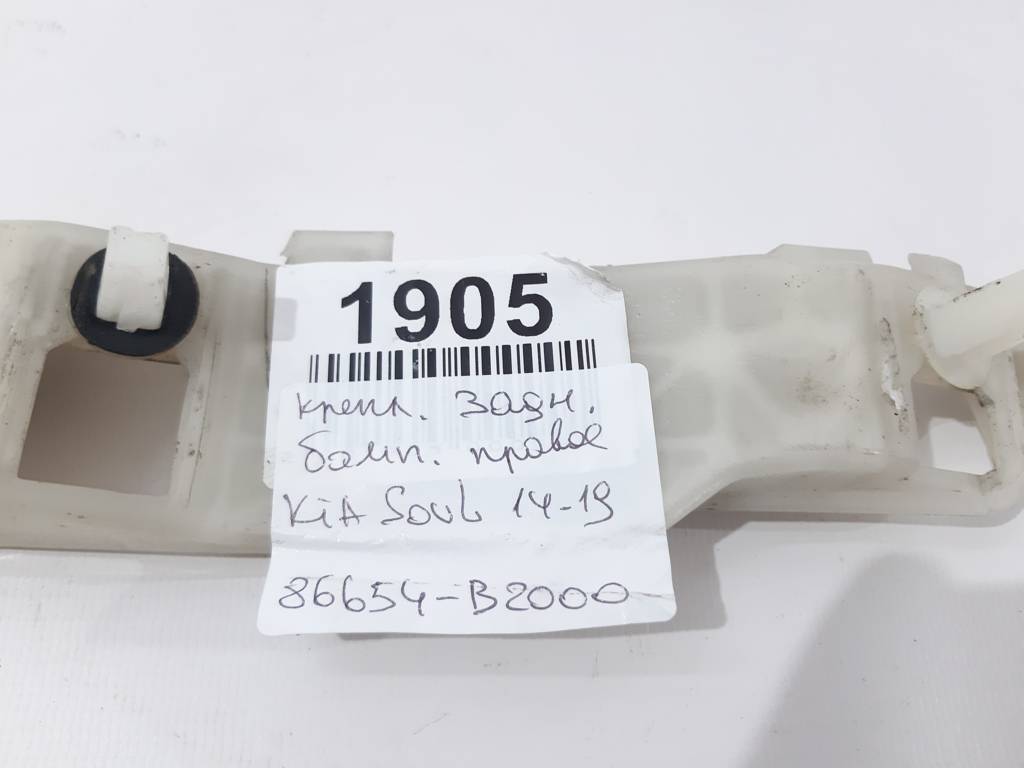 1905
крепл. задн.
бамп. правое
KIA Soul 14-19
86654-B2000